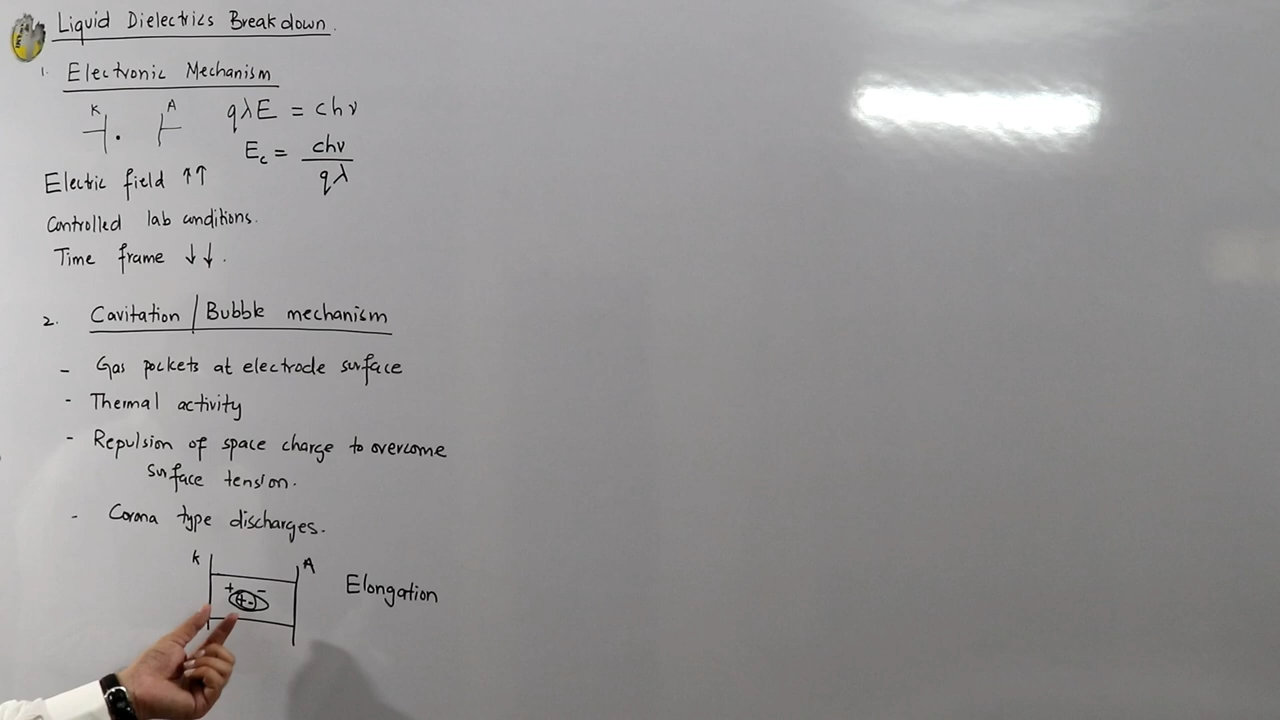 Liquid Dielectrics Breakdown.
1. Electronic Mechanism
K A
qλE = chν
E_c = chν / qλ
Electric field ↑↑
Controlled lab conditions.
Time frame ↓↓.
2. Cavitation / Bubble mechanism
- Gas pockets at electrode surface
- Thermal activity
- Repulsion of space charge to overcome
surface tension.
- Corona type discharges.
K A
+ -
+ -
Elongation